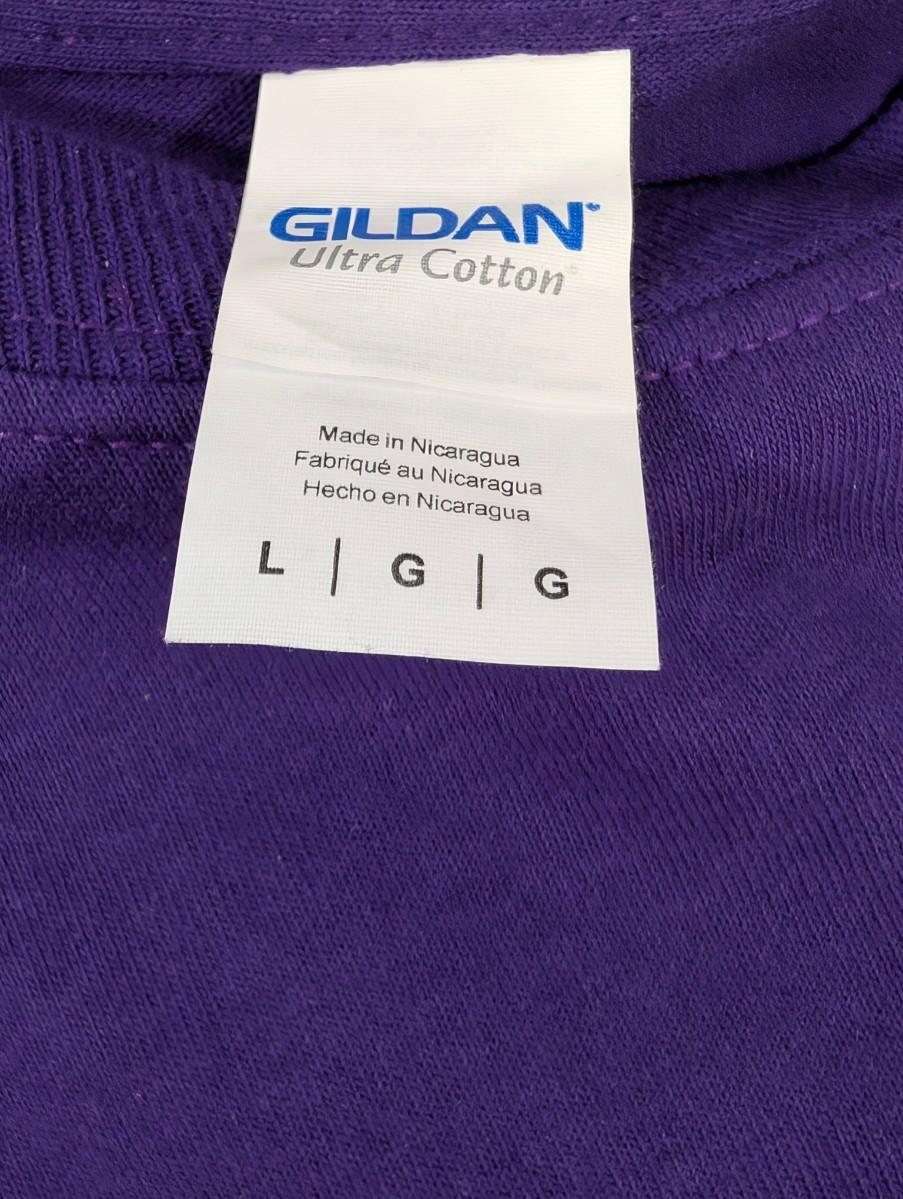 GILDAN®
Ultra Cotton®
Made in Nicaragua
Fabriqué au Nicaragua
Hecho en Nicaragua
L | G | G